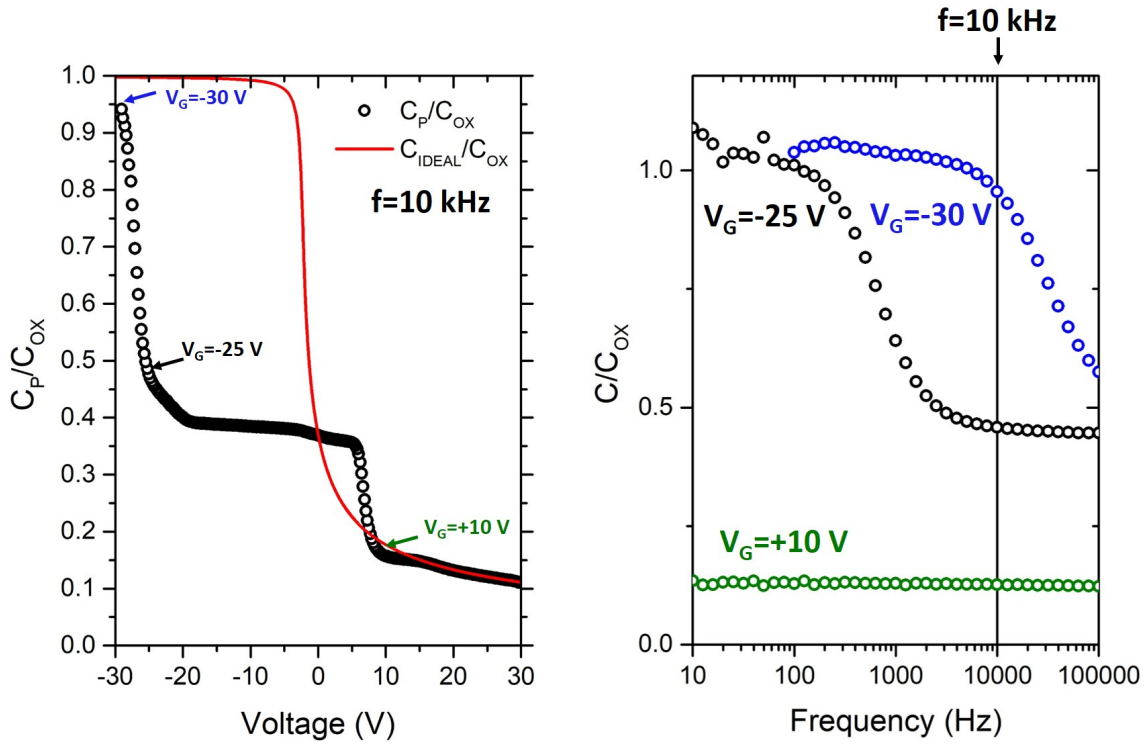 1.0
0.9
0.8
0.7
0.6
0.5
0.4
0.3
0.2
0.1
0.0
C_P/C_OX
V_G=-30 V
C_P/C_OX
C_IDEAL/C_OX
f=10 kHz
V_G=-25 V
V_G=+10 V
-30 -20 -10 0 10 20 30
Voltage (V)
f=10 kHz
1.0
0.5
0.0
C/C_OX
V_G=-25 V V_G=-30 V
V_G=+10 V
10 100 1000 10000 100000
Frequency (Hz)